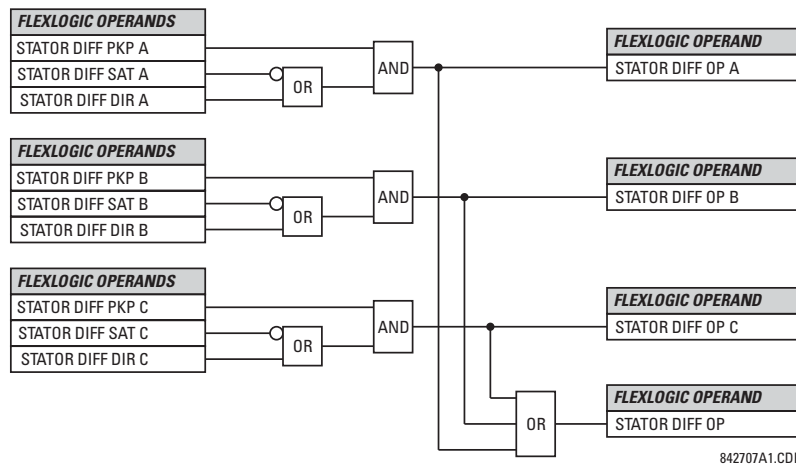 FLEXLOGIC OPERANDS
STATOR DIFF PKP A
STATOR DIFF SAT A
STATOR DIFF DIR A
OR
AND
FLEXLOGIC OPERAND
STATOR DIFF OP A
FLEXLOGIC OPERANDS
STATOR DIFF PKP B
STATOR DIFF SAT B
STATOR DIFF DIR B
OR
AND
FLEXLOGIC OPERAND
STATOR DIFF OP B
FLEXLOGIC OPERANDS
STATOR DIFF PKP C
STATOR DIFF SAT C
STATOR DIFF DIR C
OR
AND
FLEXLOGIC OPERAND
STATOR DIFF OP C
OR
FLEXLOGIC OPERAND
STATOR DIFF OP
842707A1.CDR